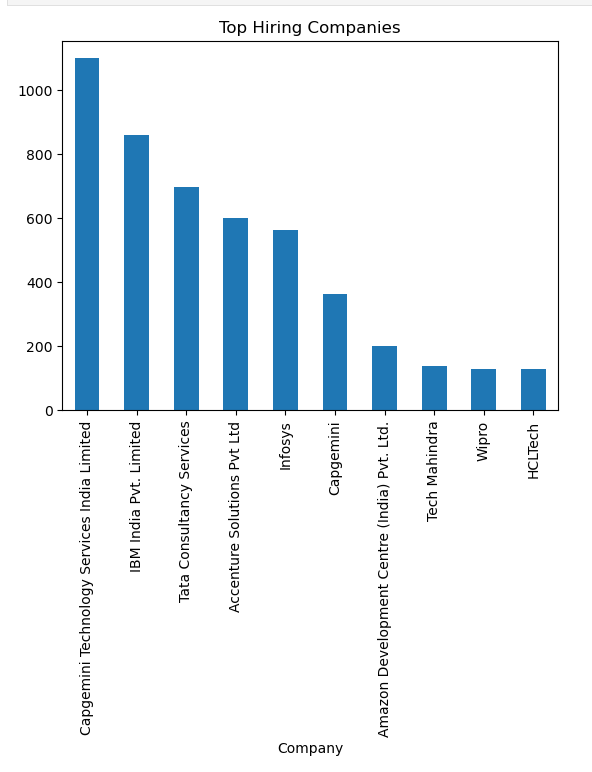 Top Hiring Companies
1000
800
600
400
200
0
Capgemini Technology Services India Limited
IBM India Pvt. Limited
Tata Consultancy Services
Accenture Solutions Pvt Ltd
Infosys
Capgemini
Amazon Development Centre (India) Pvt. Ltd.
Tech Mahindra
Wipro
HCLTech
Company